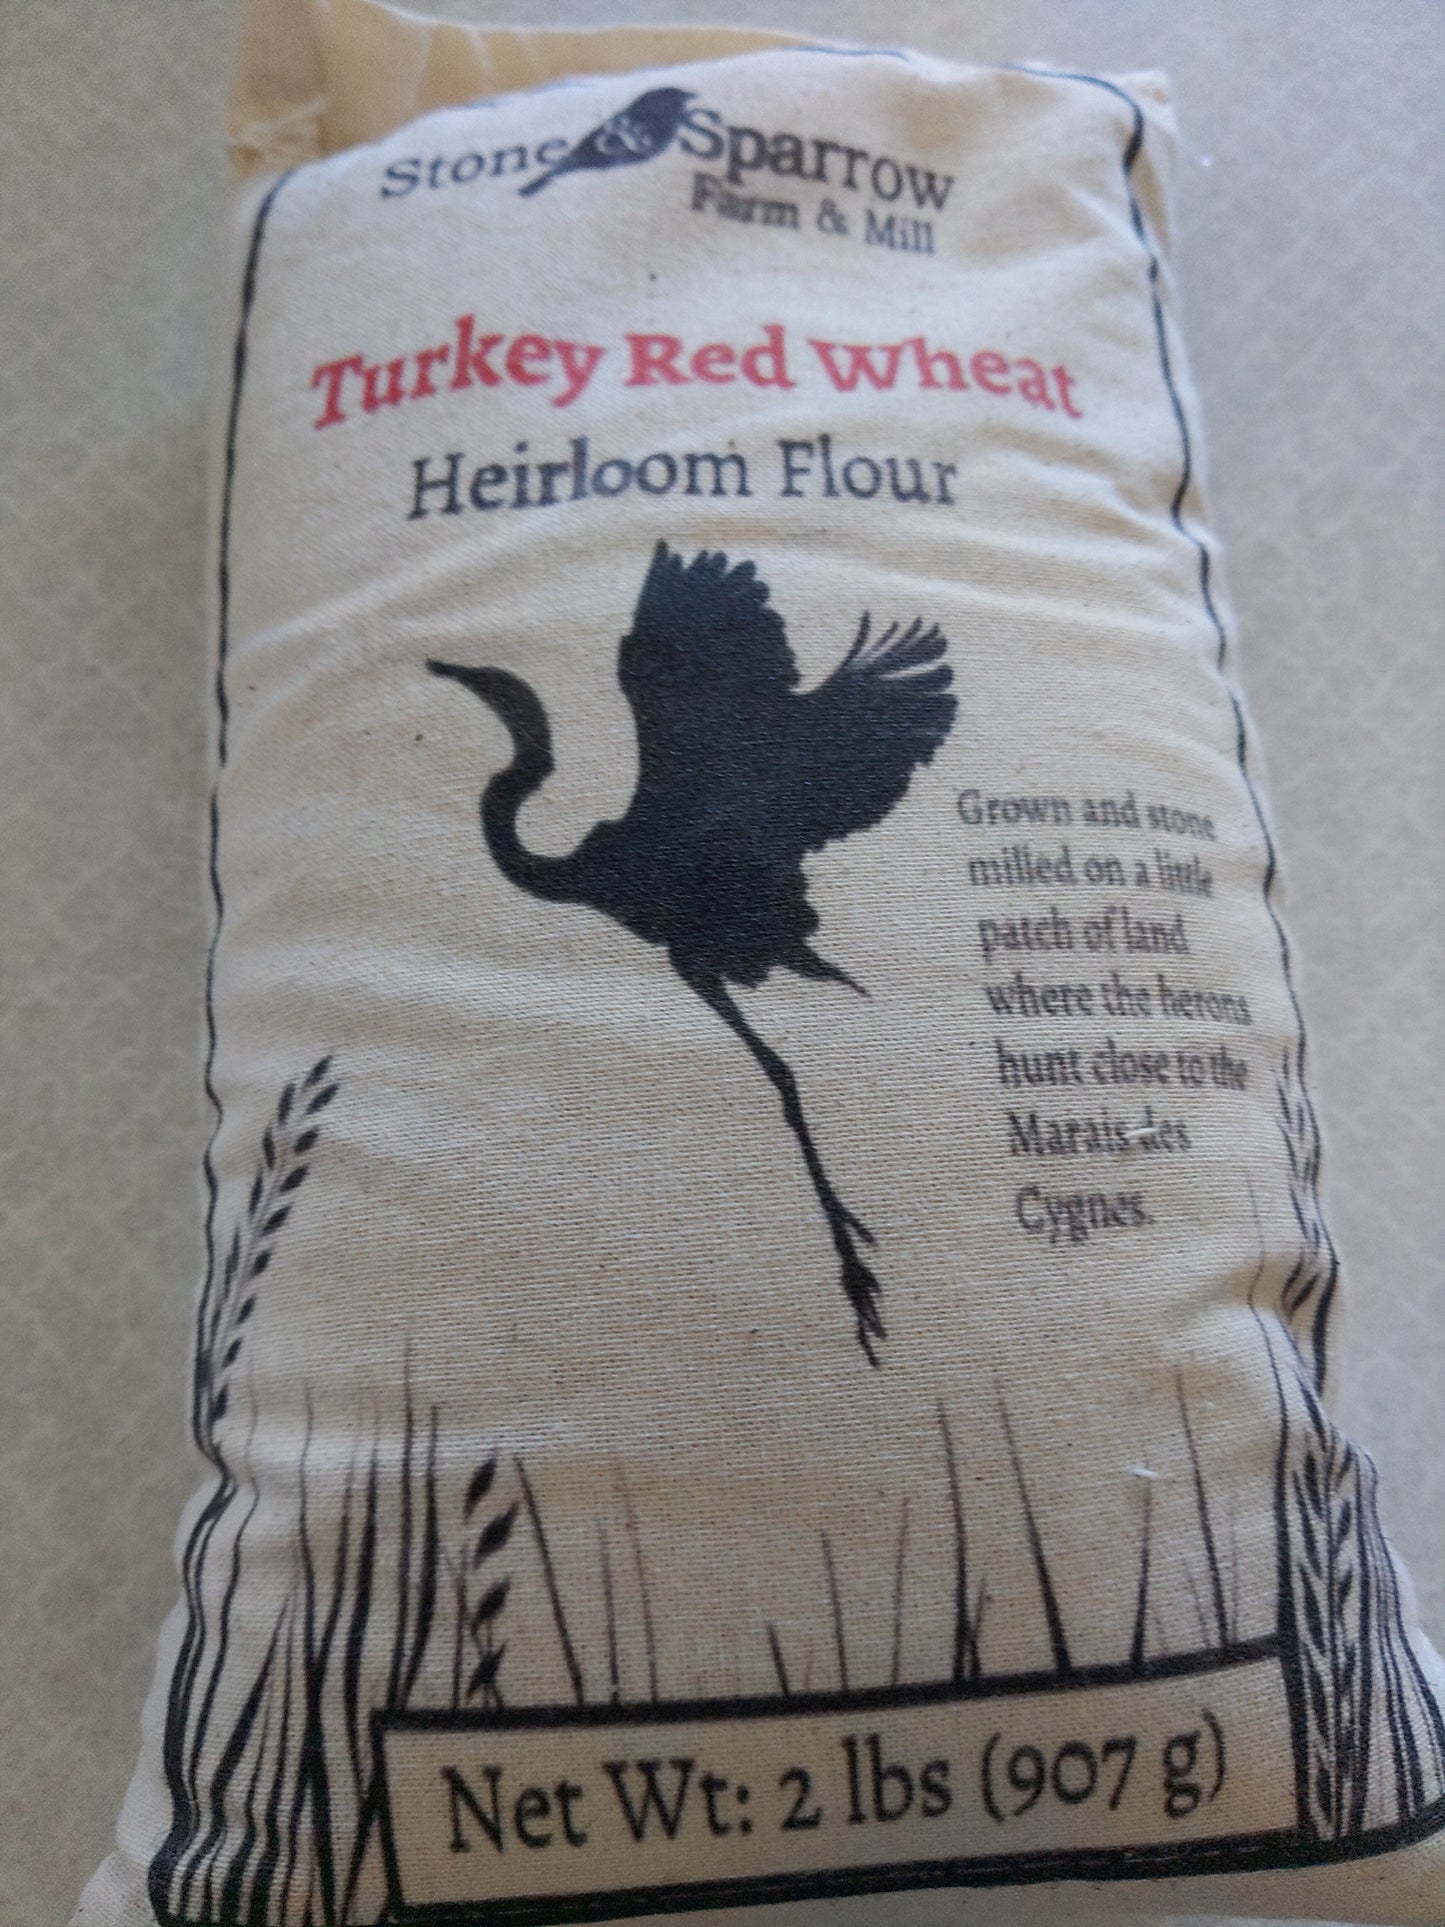 Stone & Sparrow
Farm & Mill
Turkey Red Wheat
Heirloom Flour
Grown and stone
milled on a little
patch of land
where the herons
hunt close to the
Marais des
Cygnes.
Net Wt: 2 lbs (907 g)